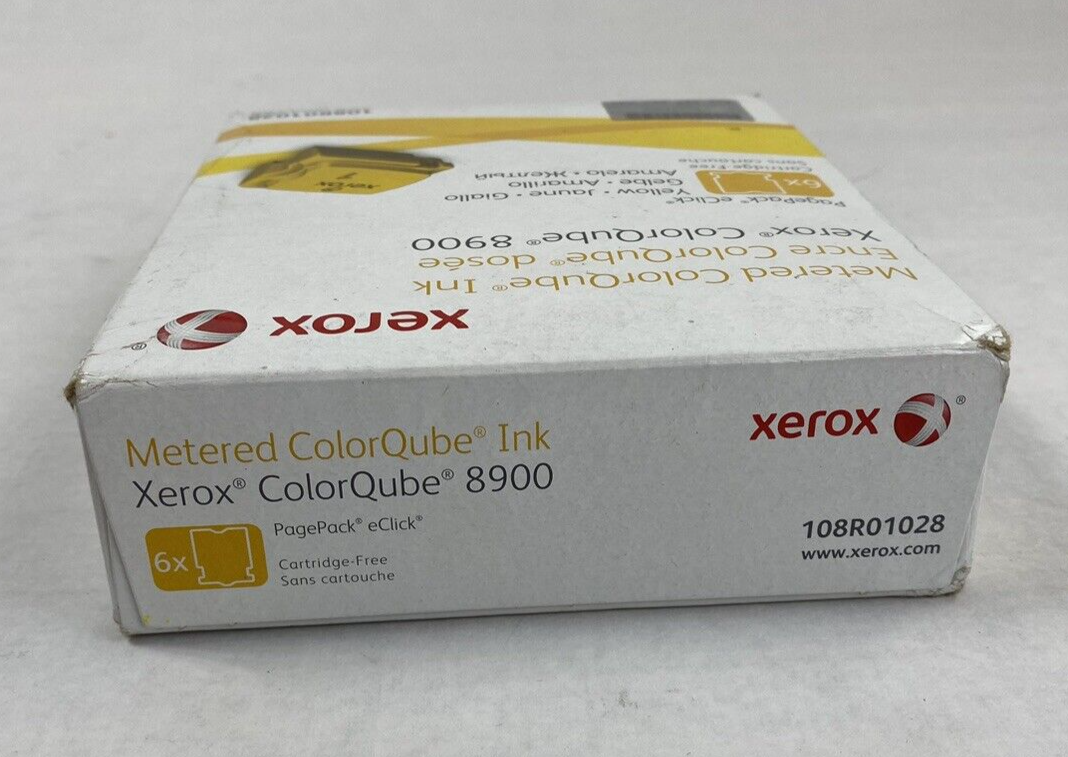 108R01028
xerox
Cartridge-Free
Sans cartouche
6x
PagePack® eClick®
Yellow • Jaune • Giallo
Gelbe • Amarillo
Amarelo • Желтый
Xerox® ColorQube® 8900
Encre ColorQube® dosée
Metered ColorQube® Ink
xerox ®
Metered ColorQube® Ink
Xerox® ColorQube® 8900
6x
PagePack® eClick®
Cartridge-Free
Sans cartouche
xerox ®
108R01028
www.xerox.com